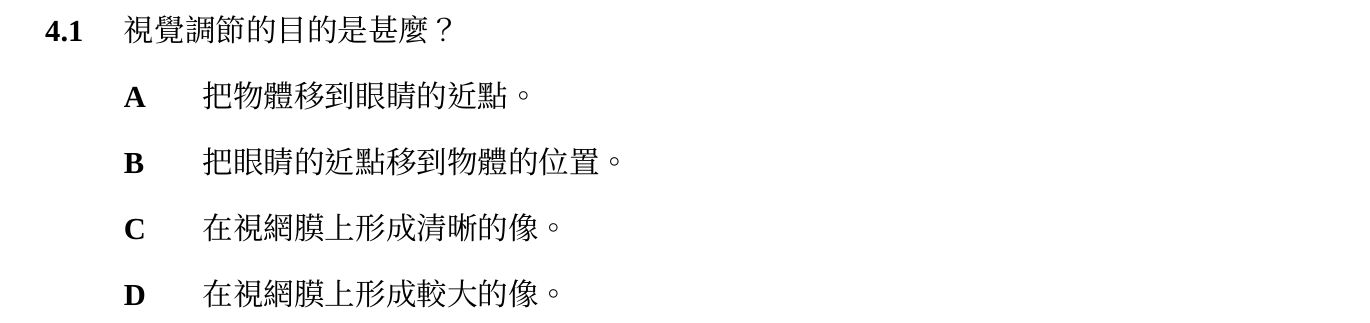 4.1 視覺調節的目的是甚麼？
A 把物體移到眼睛的近點。
B 把眼睛的近點移到物體的位置。
C 在視網膜上形成清晰的像。
D 在視網膜上形成較大的像。